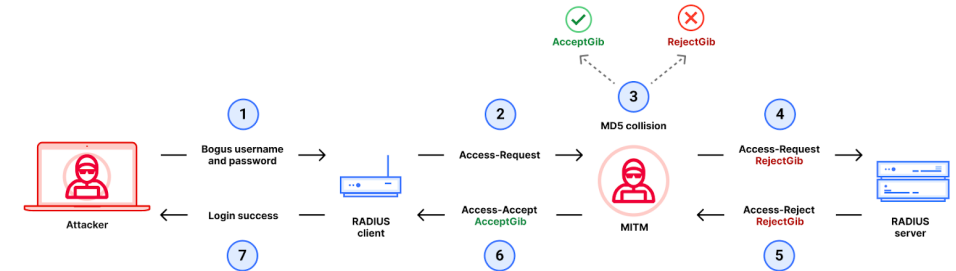 AcceptGib
RejectGib
3
MD5 collision
1
2
4
Bogus username
and password
Access-Request
Access-Request
RejectGib
Attacker
Login success
RADIUS
client
Access-Accept
AcceptGib
MITM
Access-Reject
RejectGib
RADIUS
server
7
6
5